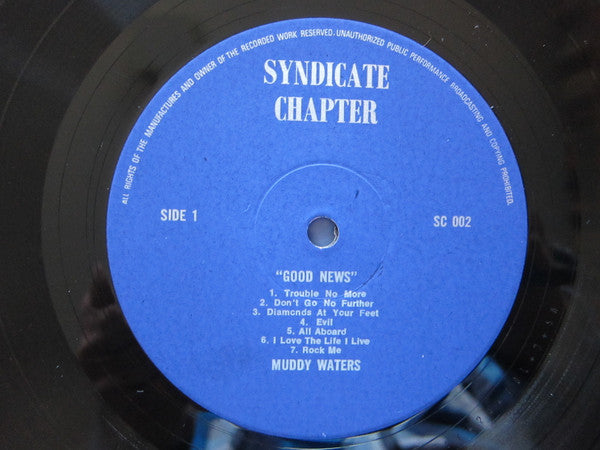 ALL RIGHTS OF THE MANUFACTURES AND OWNER OF THE RECORDED WORK RESERVED. UNAUTHORIZED PUBLIC PERFORMANCE BROADCASTING AND COPYING PROHIBITED.
SYNDICATE
CHAPTER
SIDE 1
SC 002
"GOOD NEWS"
1. Trouble No More
2. Don't Go No Further
3. Diamonds At Your Feet
4. Evil
5. All Aboard
6. I Love The Life I Live
7. Rock Me
MUDDY WATERS